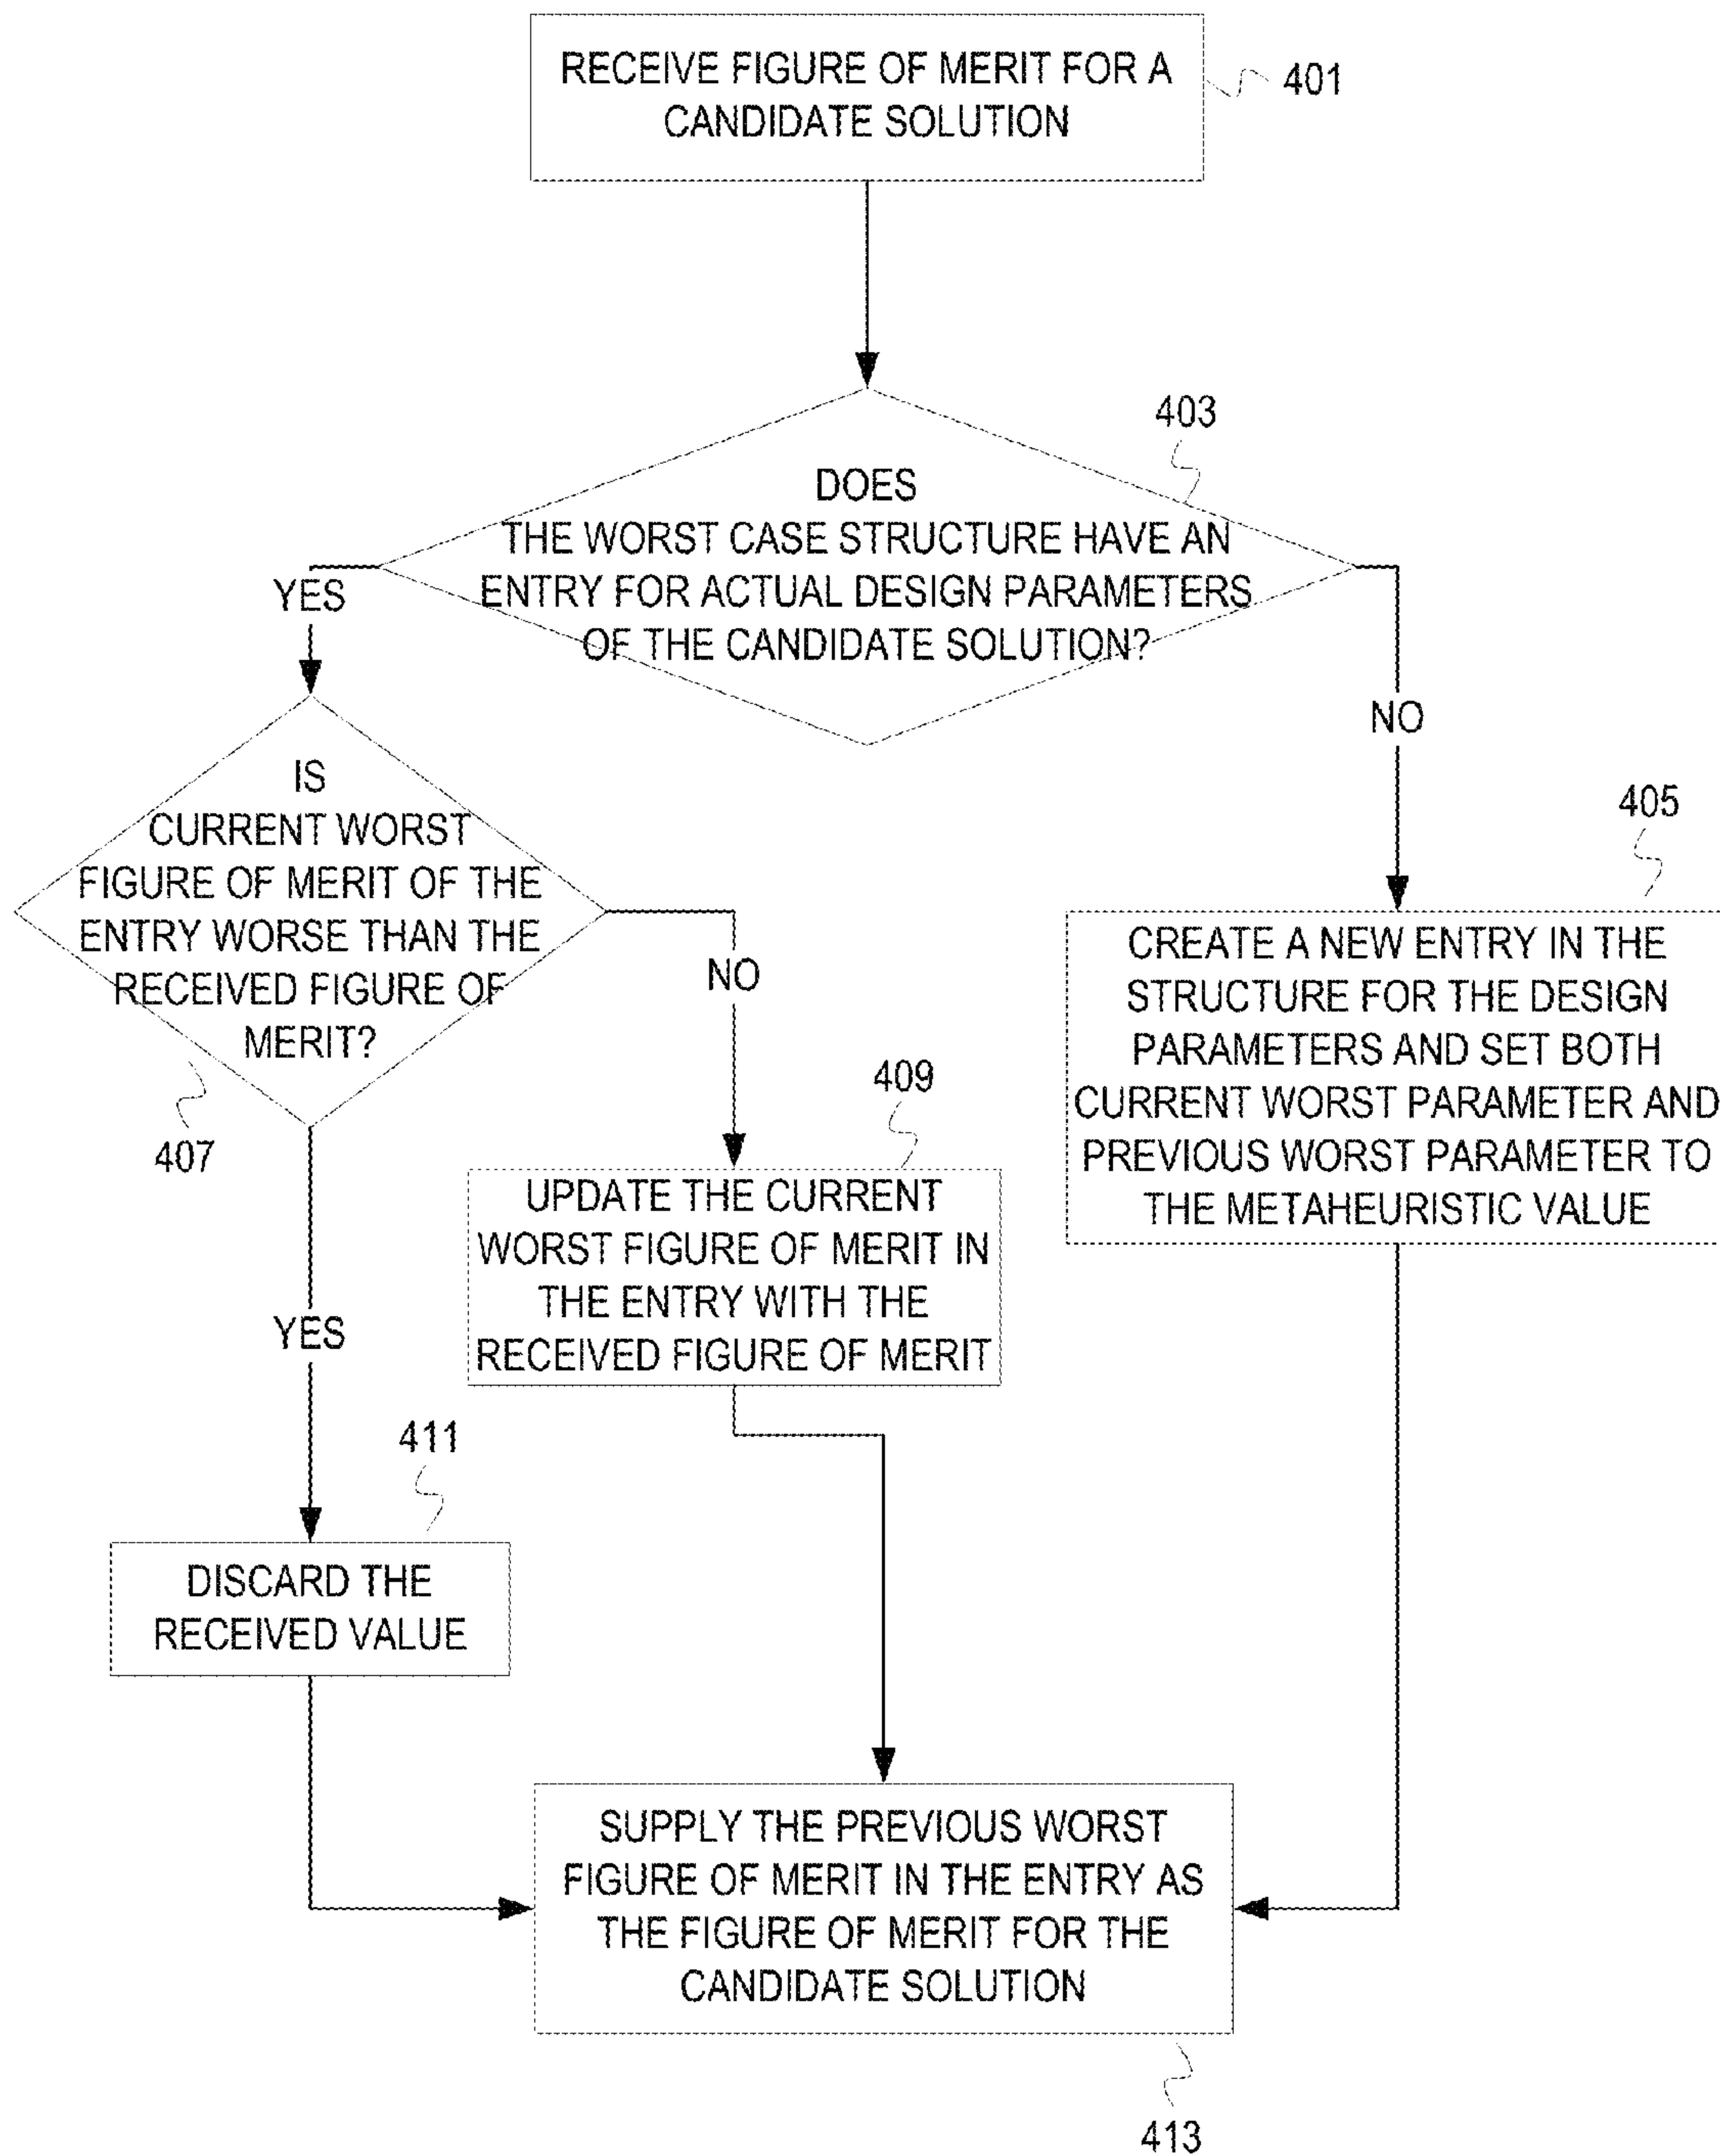 RECEIVE FIGURE OF MERIT FOR A
CANDIDATE SOLUTION
401
403
DOES
THE WORST CASE STRUCTURE HAVE AN
ENTRY FOR ACTUAL DESIGN PARAMETERS
OF THE CANDIDATE SOLUTION?
YES
NO
IS
CURRENT WORST
FIGURE OF MERIT OF THE
ENTRY WORSE THAN THE
RECEIVED FIGURE OF
MERIT?
407
NO
YES
405
CREATE A NEW ENTRY IN THE
STRUCTURE FOR THE DESIGN
PARAMETERS AND SET BOTH
CURRENT WORST PARAMETER AND
PREVIOUS WORST PARAMETER TO
THE METAHEURISTIC VALUE
409
UPDATE THE CURRENT
WORST FIGURE OF MERIT IN
THE ENTRY WITH THE
RECEIVED FIGURE OF MERIT
411
DISCARD THE
RECEIVED VALUE
SUPPLY THE PREVIOUS WORST
FIGURE OF MERIT IN THE ENTRY AS
THE FIGURE OF MERIT FOR THE
CANDIDATE SOLUTION
413